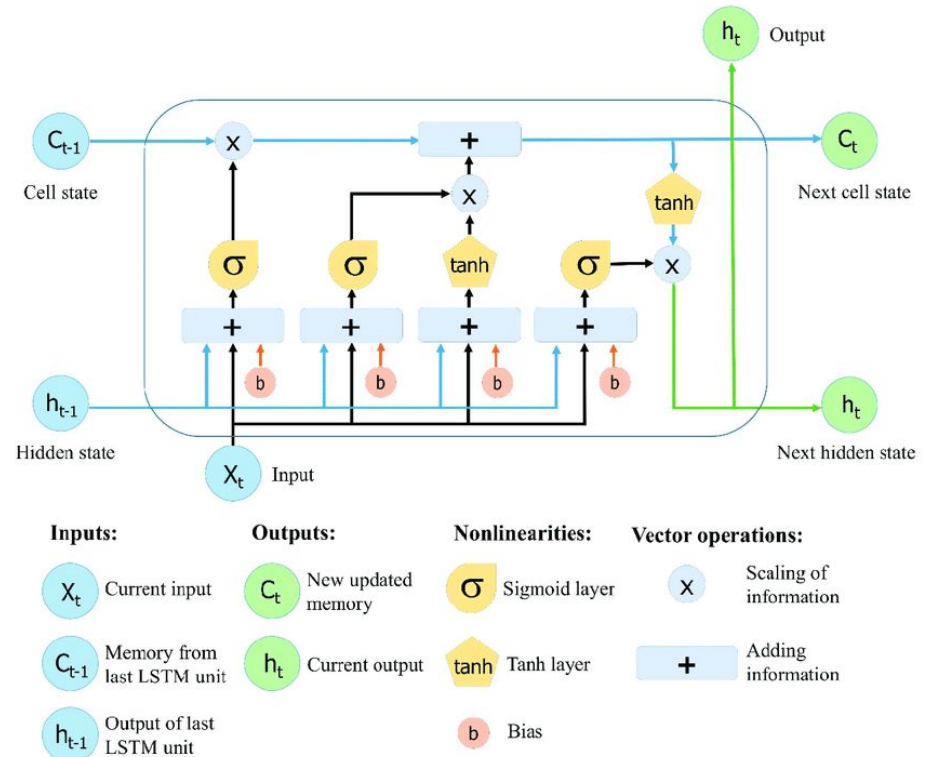 hₜ Output
Cₜ₋₁ x + Cₜ
Cell state Next cell state
x tanh
σ σ tanh σ x
+ + + +
b b b b
hₜ₋₁ hₜ
Hidden state Next hidden state
Xₜ Input
Inputs: Outputs: Nonlinearities: Vector operations:
Xₜ Current input
Cₜ₋₁ Memory from
last LSTM unit
hₜ₋₁ Output of last
LSTM unit
Cₜ New updated
memory
hₜ Current output
σ Sigmoid layer
tanh Tanh layer
b Bias
x Scaling of
information
+ Adding
information